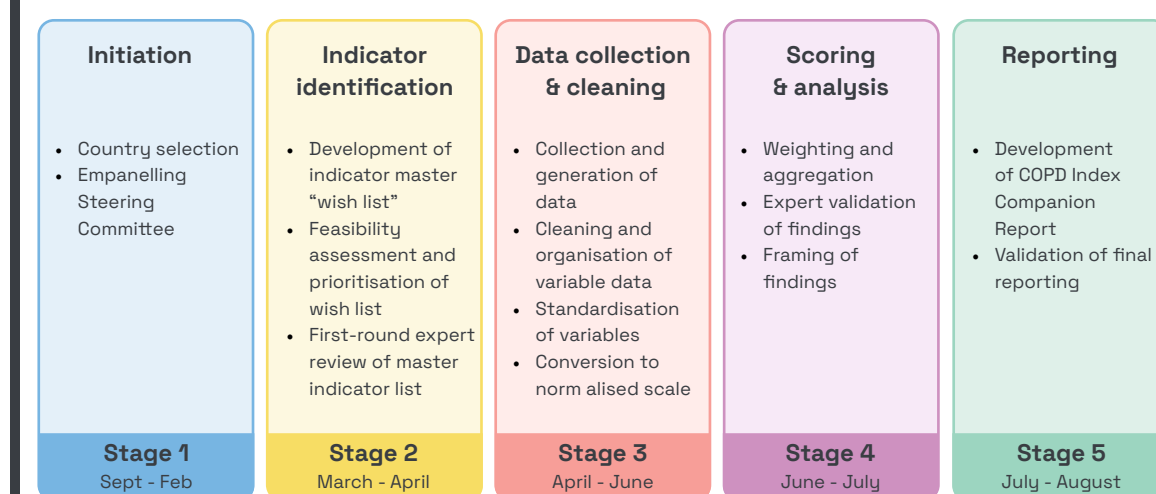 Initiation
• Country selection
• Empanelling
Steering
Committee
Stage 1
Sept - Feb
Indicator
identification
• Development of
indicator master
“wish list”
• Feasibility
assessment and
prioritisation of
wish list
• First-round expert
review of master
indicator list
Stage 2
March - April
Data collection
& cleaning
• Collection and
generation of
data
• Cleaning and
organisation of
variable data
• Standardisation
of variables
• Conversion to
norm alised scale
Stage 3
April - June
Scoring
& analysis
• Weighting and
aggregation
• Expert validation
of findings
• Framing of
findings
Stage 4
June - July
Reporting
• Development
of COPD Index
Companion
Report
• Validation of final
reporting
Stage 5
July - August